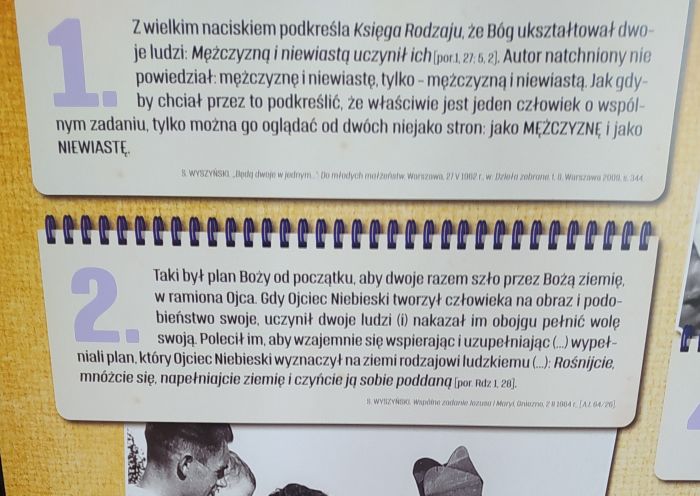 1.
Z wielkim naciskiem podkreśla Księga Rodzaju, że Bóg ukształtował dwo-
je ludzi: Mężczyzną i niewiastą uczynił ich [por.1, 27; 5, 2]. Autor natchniony nie
powiedział: mężczyznę i niewiastę, tylko - mężczyzną i niewiastą. Jak gdy-
by chciał przez to podkreślić, że właściwie jest jeden człowiek o wspól-
nym zadaniu, tylko można go oglądać od dwóch niejako stron: jako MĘŻCZYZNĘ i jako
NIEWIASTĘ.
S. WYSZYŃSKI, „Będą dwoje w jednym...". Do młodych małżeństw. Warszawa, 27 V 1962 r., w: Dzieła zebrane, t. 8, Warszawa 2009, s. 344
2.
Taki był plan Boży od początku, aby dwoje razem szło przez Bożą ziemię,
w ramiona Ojca. Gdy Ojciec Niebieski tworzył człowieka na obraz i podo-
bieństwo swoje, uczynił dwoje ludzi (i) nakazał im obojgu pełnić wolę
swoją. Polecił im, aby wzajemnie się wspierając i uzupełniając (...) wypeł-
niali plan, który Ojciec Niebieski wyznaczył na ziemi rodzajowi ludzkiemu (...): Rośnijcie,
mnóżcie się, napełniajcie ziemię i czyńcie ją sobie poddaną [por. Rdz 1, 28].
S. WYSZYŃSKI, Wspólne zadanie Jezusa i Maryi. Gniezno, 2 II 1964 r.